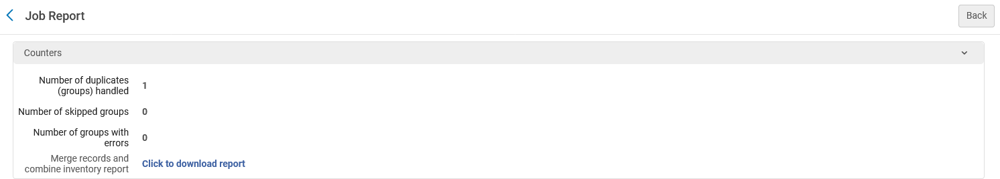 Job Report
Back
Counters
Number of duplicates
(groups) handled
1
Number of skipped groups
0
Number of groups with
errors
0
Merge records and
combine inventory report
Click to download report